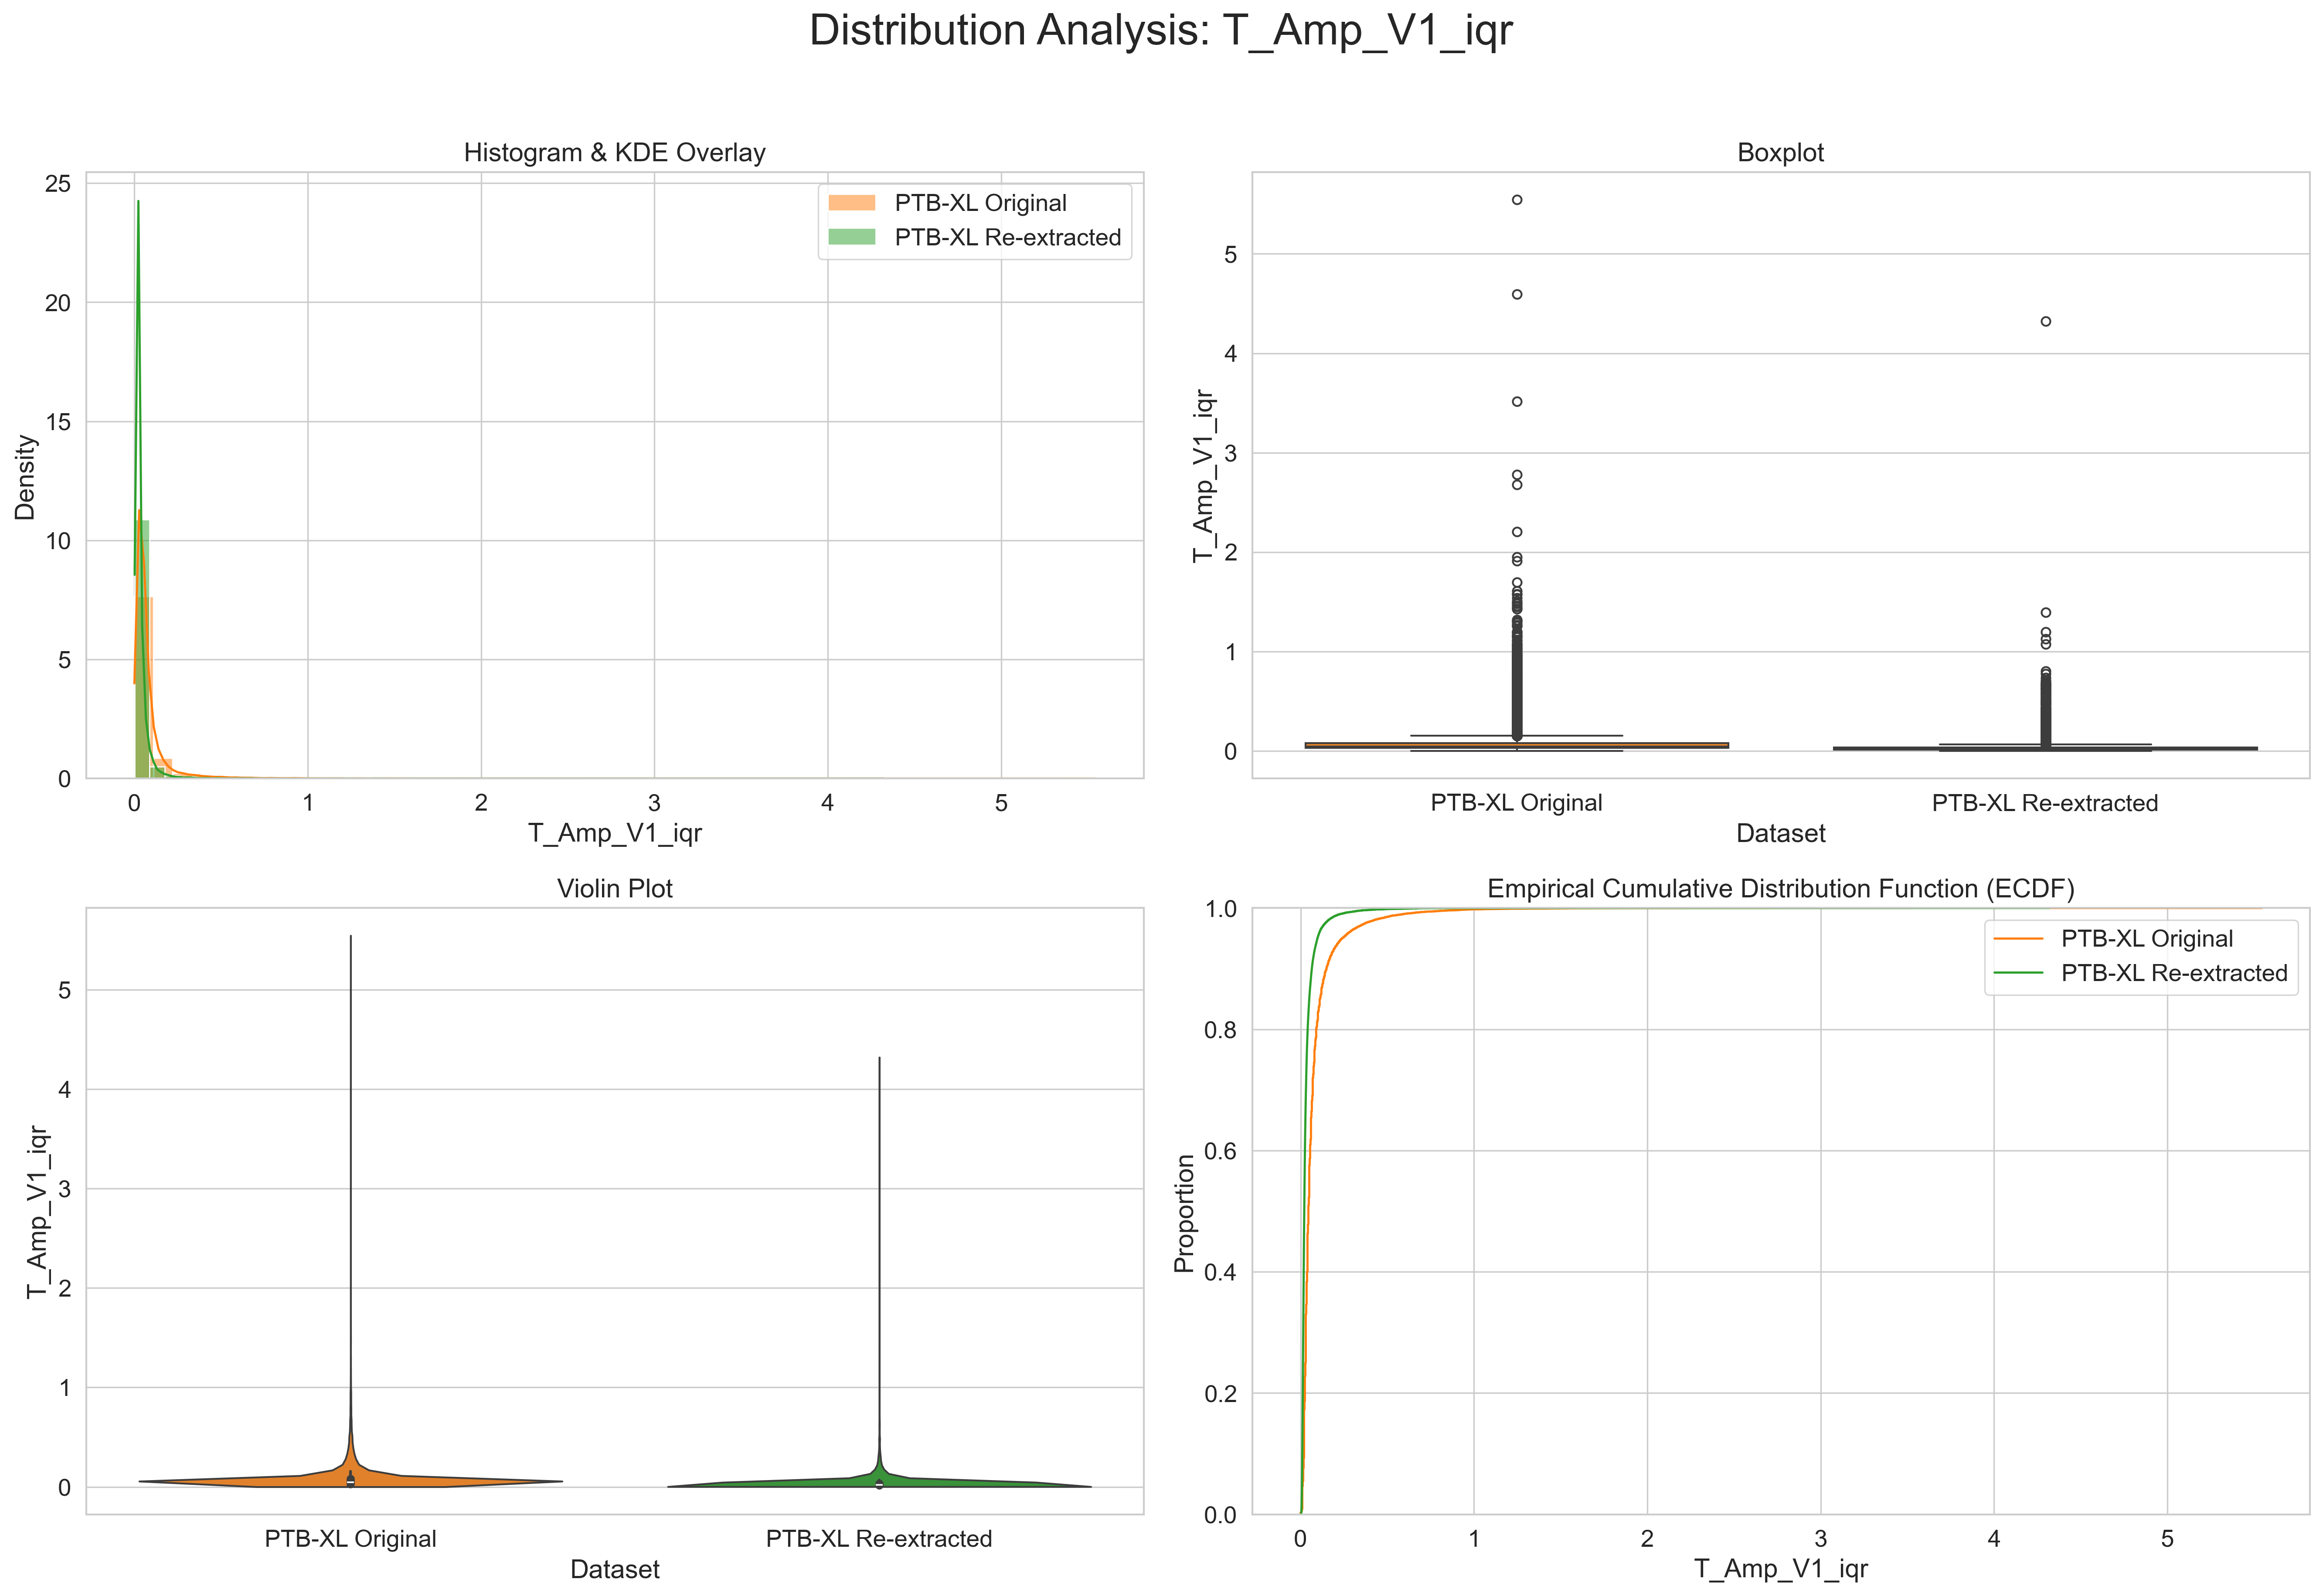 Distribution Analysis: T_Amp_V1_iqr
Histogram & KDE Overlay
25
20
15
10
5
0
Density
0 1 2 3 4 5
T_Amp_V1_iqr
PTB-XL Original
PTB-XL Re-extracted
Boxplot
5
4
3
2
1
0
T_Amp_V1_iqr
PTB-XL Original PTB-XL Re-extracted
Dataset
Violin Plot
5
4
3
2
1
0
T_Amp_V1_iqr
PTB-XL Original PTB-XL Re-extracted
Dataset
Empirical Cumulative Distribution Function (ECDF)
1.0
0.8
0.6
0.4
0.2
0.0
Proportion
PTB-XL Original
PTB-XL Re-extracted
0 1 2 3 4 5
T_Amp_V1_iqr